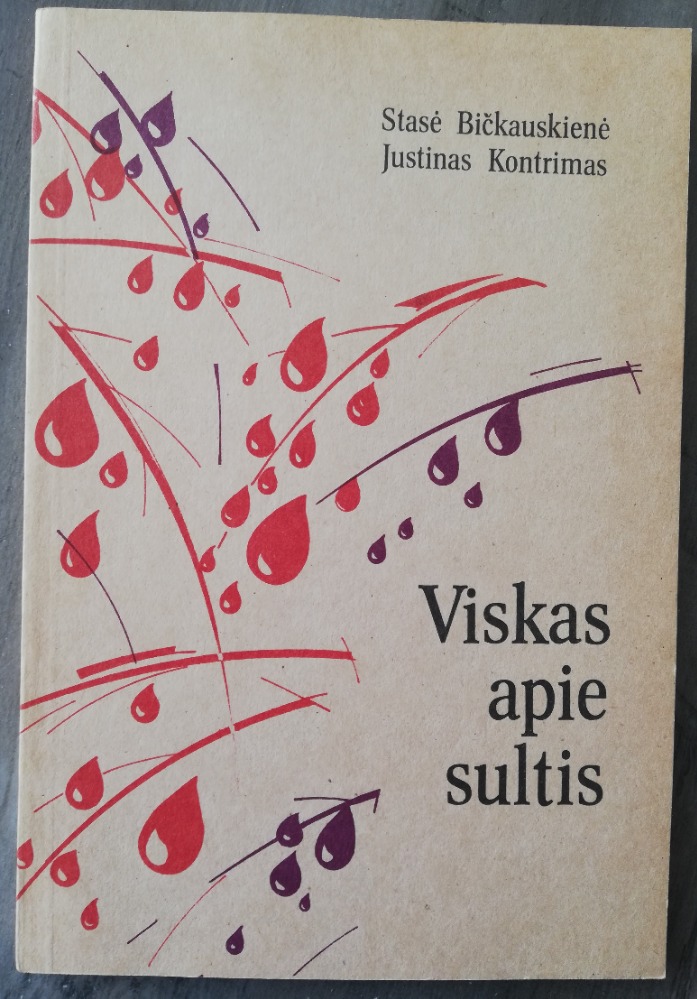 Stasė Bičkauskienė
Justinas Kontrimas
Viskas
apie
sultis